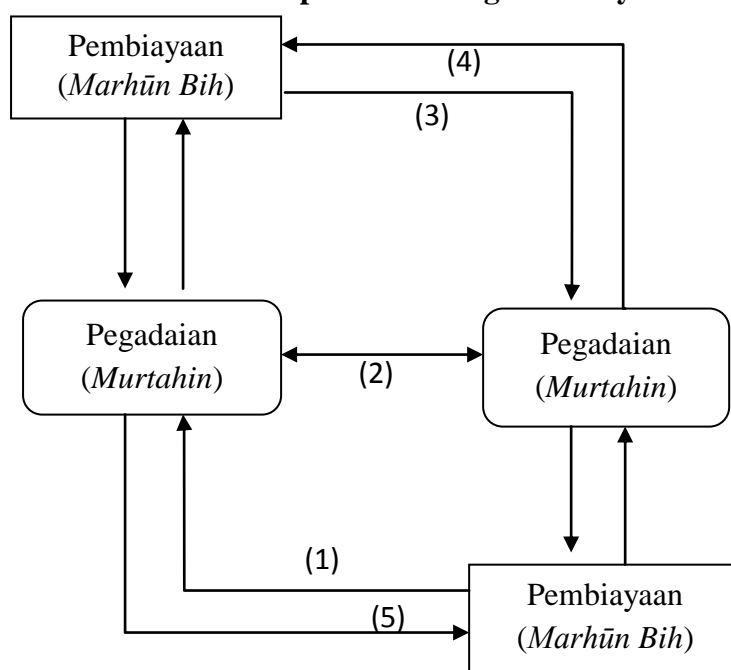 Pembiayaan
(Marhūn Bih)
(4)
(3)
Pegadaian
(Murtahin)
(2)
Pegadaian
(Murtahin)
(1)
(5)
Pembiayaan
(Marhūn Bih)